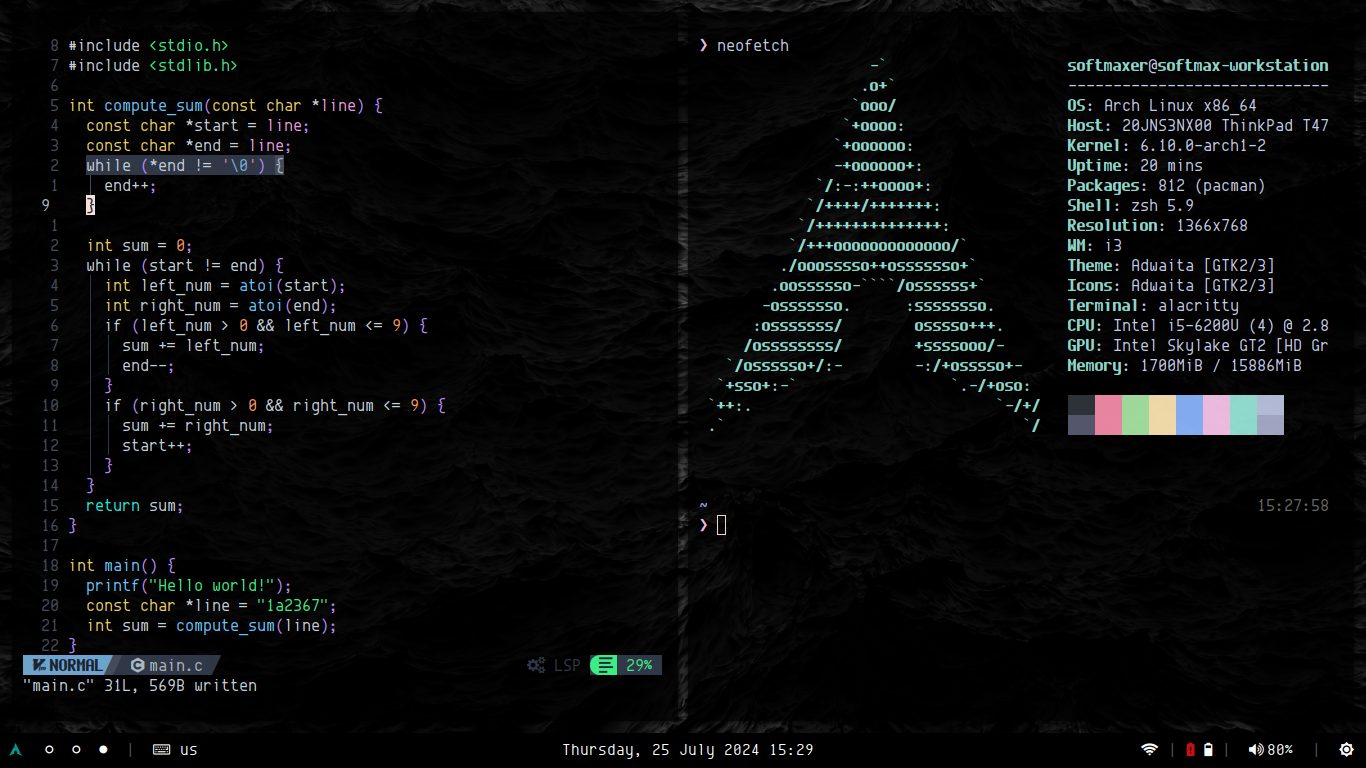 8 #include <stdio.h>
7 #include <stdlib.h>
6
5 int compute_sum(const char *line) {
4   const char *start = line;
3   const char *end = line;
2   while (*end != '\0') {
1     end++;
9   }
1
2   int sum = 0;
3   while (start != end) {
4     int left_num = atoi(start);
5     int right_num = atoi(end);
6     if (left_num > 0 && left_num <= 9) {
7       sum += left_num;
8       end--;
9     }
10     if (right_num > 0 && right_num <= 9) {
11       sum += right_num;
12       start++;
13     }
14   }
15   return sum;
16 }
17
18 int main() {
19   printf("Hello world!");
20   const char *line = "1a2367";
21   int sum = compute_sum(line);
22 }
NORMAL main.c LSP 29%
"main.c" 31L, 569B written
❯ neofetch
-`
.o+`
`ooo/
`+oooo:
`+oooooo:
-+oooooo+:
`/:-:++oooo+:
`/++++/+++++++:
`/++++++++++++++:
`/+++ooooooooooooo/`
./ooosssso++osssssso+`
.oossssso-````/ossssss+`
-osssssso.      :ssssssso.
:osssssss/        osssso+++.
/ossssssss/        +ssssooo/-
`/ossssso+/:-        -:/+osssso+-
`+sso+:-`                 `.-/+oso:
`++:.                           `-/+/
.`                                 `/
softmaxer@softmax-workstation
-----------------------------
OS: Arch Linux x86_64
Host: 20JNS3NX00 ThinkPad T47
Kernel: 6.10.0-arch1-2
Uptime: 20 mins
Packages: 812 (pacman)
Shell: zsh 5.9
Resolution: 1366x768
WM: i3
Theme: Adwaita [GTK2/3]
Icons: Adwaita [GTK2/3]
Terminal: alacritty
CPU: Intel i5-6200U (4) @ 2.8
GPU: Intel Skylake GT2 [HD Gr
Memory: 1700MiB / 15886MiB
~ 15:27:58
❯
us Thursday, 25 July 2024 15:29 80%